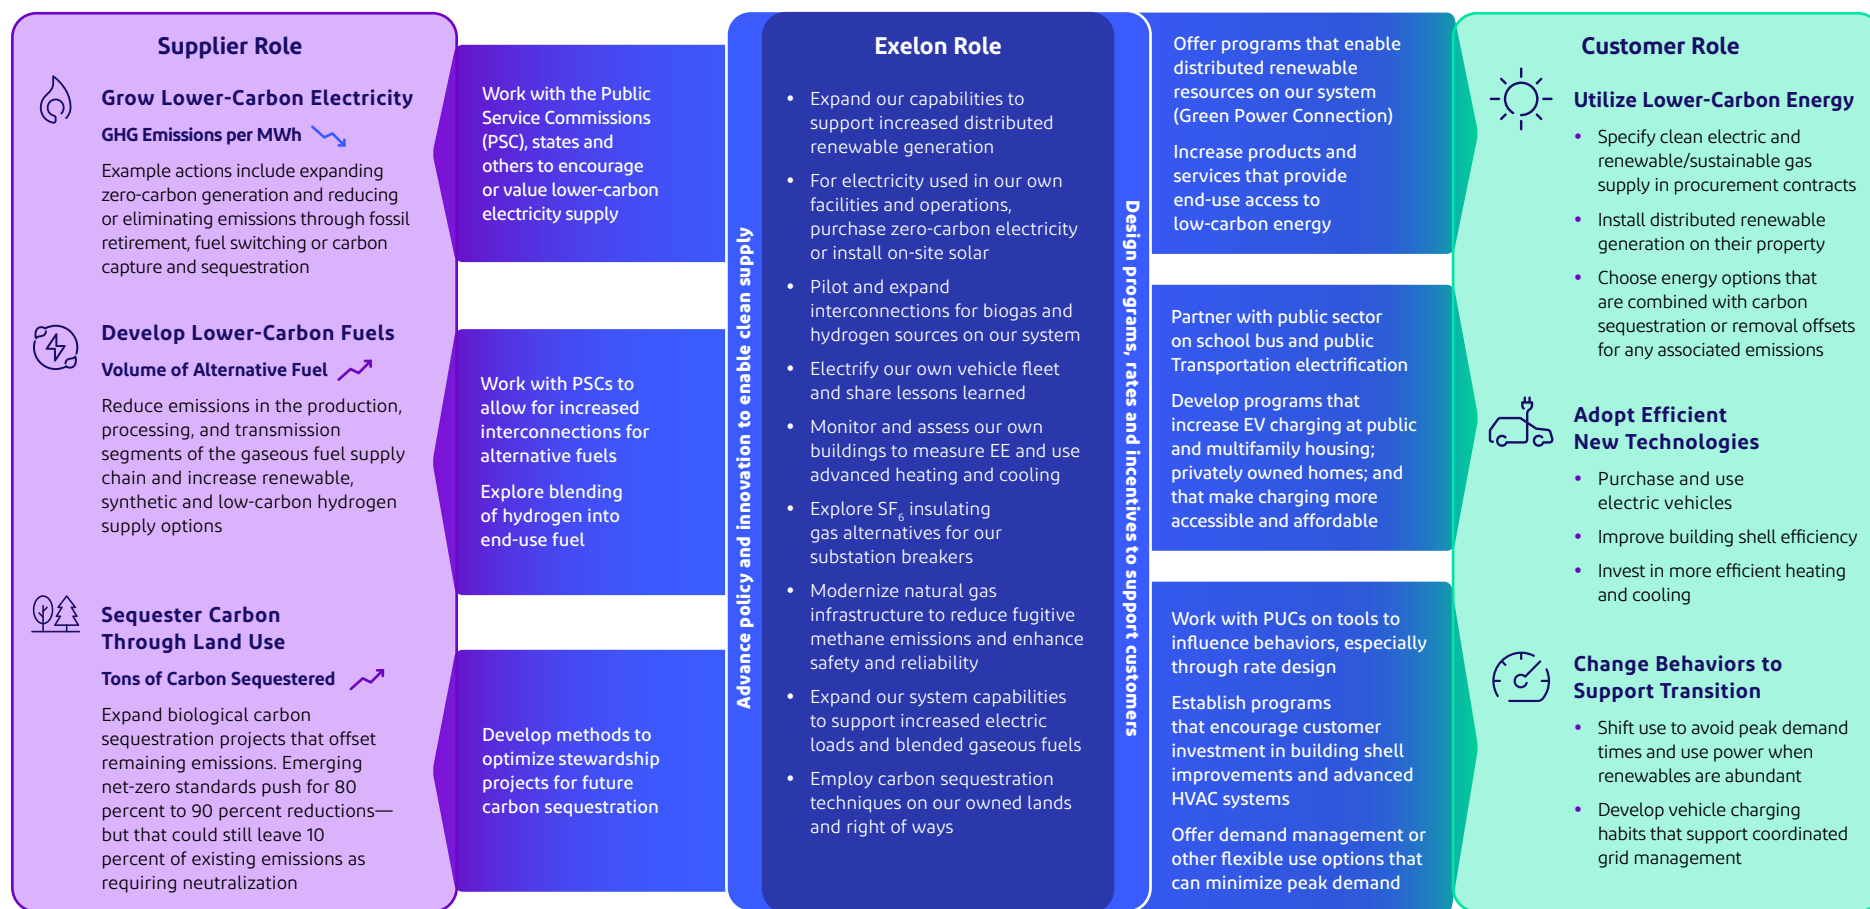 Supplier Role
Grow Lower-Carbon Electricity
GHG Emissions per MWh
Example actions include expanding
zero-carbon generation and reducing
or eliminating emissions through fossil
retirement, fuel switching or carbon
capture and sequestration
Develop Lower-Carbon Fuels
Volume of Alternative Fuel
Reduce emissions in the production,
processing, and transmission
segments of the gaseous fuel supply
chain and increase renewable,
synthetic and low-carbon hydrogen
supply options
Sequester Carbon
Through Land Use
Tons of Carbon Sequestered
Expand biological carbon
sequestration projects that offset
remaining emissions. Emerging
net-zero standards push for 80
percent to 90 percent reductions—
but that could still leave 10
percent of existing emissions as
requiring neutralization
Work with the Public
Service Commissions
(PSC), states and
others to encourage
or value lower-carbon
electricity supply
Work with PSCs to
allow for increased
interconnections for
alternative fuels
Explore blending
of hydrogen into
end-use fuel
Develop methods to
optimize stewardship
projects for future
carbon sequestration
Advance policy and innovation to enable clean supply
Exelon Role
• Expand our capabilities to
support increased distributed
renewable generation
• For electricity used in our own
facilities and operations,
purchase zero-carbon electricity
or install on-site solar
• Pilot and expand
interconnections for biogas and
hydrogen sources on our system
• Electrify our own vehicle fleet
and share lessons learned
• Monitor and assess our own
buildings to measure EE and use
advanced heating and cooling
• Explore SF₆ insulating
gas alternatives for our
substation breakers
• Modernize natural gas
infrastructure to reduce fugitive
methane emissions and enhance
safety and reliability
• Expand our system capabilities
to support increased electric
loads and blended gaseous fuels
• Employ carbon sequestration
techniques on our owned lands
and right of ways
Design programs, rates and incentives to support customers
Offer programs that enable
distributed renewable
resources on our system
(Green Power Connection)
Increase products and
services that provide
end-use access to
low-carbon energy
Partner with public sector
on school bus and public
Transportation electrification
Develop programs that
increase EV charging at public
and multifamily housing;
privately owned homes; and
that make charging more
accessible and affordable
Work with PUCs on tools to
influence behaviors, especially
through rate design
Establish programs
that encourage customer
investment in building shell
improvements and advanced
HVAC systems
Offer demand management or
other flexible use options that
can minimize peak demand
Customer Role
Utilize Lower-Carbon Energy
• Specify clean electric and
renewable/sustainable gas
supply in procurement contracts
• Install distributed renewable
generation on their property
• Choose energy options that
are combined with carbon
sequestration or removal offsets
for any associated emissions
Adopt Efficient
New Technologies
• Purchase and use
electric vehicles
• Improve building shell efficiency
• Invest in more efficient heating
and cooling
Change Behaviors to
Support Transition
• Shift use to avoid peak demand
times and use power when
renewables are abundant
• Develop vehicle charging
habits that support coordinated
grid management